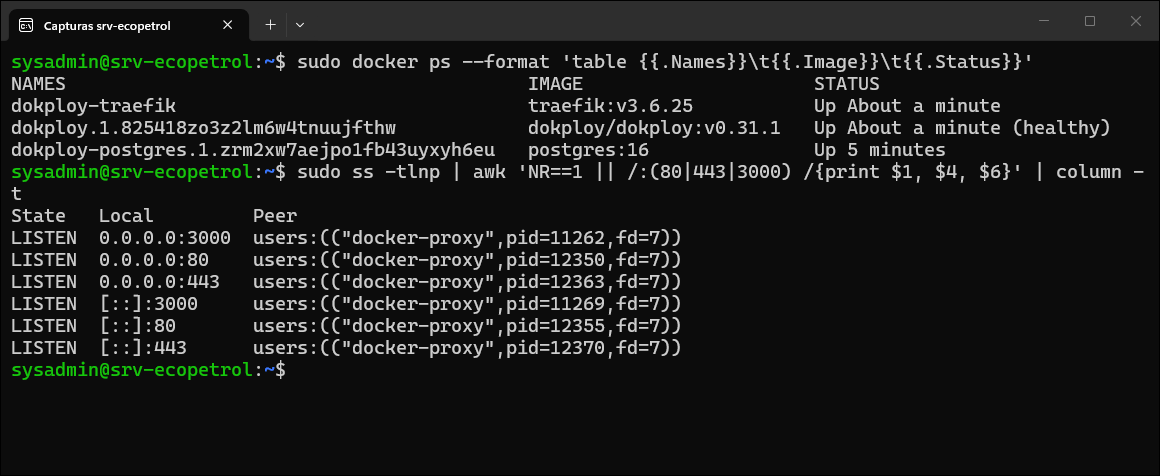 Capturas srv-ecopetrol
sysadmin@srv-ecopetrol:~$ sudo docker ps --format 'table {{.Names}}\t{{.Image}}\t{{.Status}}'
NAMES IMAGE STATUS
dokploy-traefik traefik:v3.6.25 Up About a minute
dokploy.1.825418zo3z2lm6w4tnuujfthw dokploy/dokploy:v0.31.1 Up About a minute (healthy)
dokploy-postgres.1.zrm2xw7aejpo1fb43uyxyh6eu postgres:16 Up 5 minutes
sysadmin@srv-ecopetrol:~$ sudo ss -tlnp | awk 'NR==1 || /:(80|443|3000) /{print $1, $4, $6}' | column -
t
State Local Peer
LISTEN 0.0.0.0:3000 users:(("docker-proxy",pid=11262,fd=7))
LISTEN 0.0.0.0:80 users:(("docker-proxy",pid=12350,fd=7))
LISTEN 0.0.0.0:443 users:(("docker-proxy",pid=12363,fd=7))
LISTEN [::]:3000 users:(("docker-proxy",pid=11269,fd=7))
LISTEN [::]:80 users:(("docker-proxy",pid=12355,fd=7))
LISTEN [::]:443 users:(("docker-proxy",pid=12370,fd=7))
sysadmin@srv-ecopetrol:~$